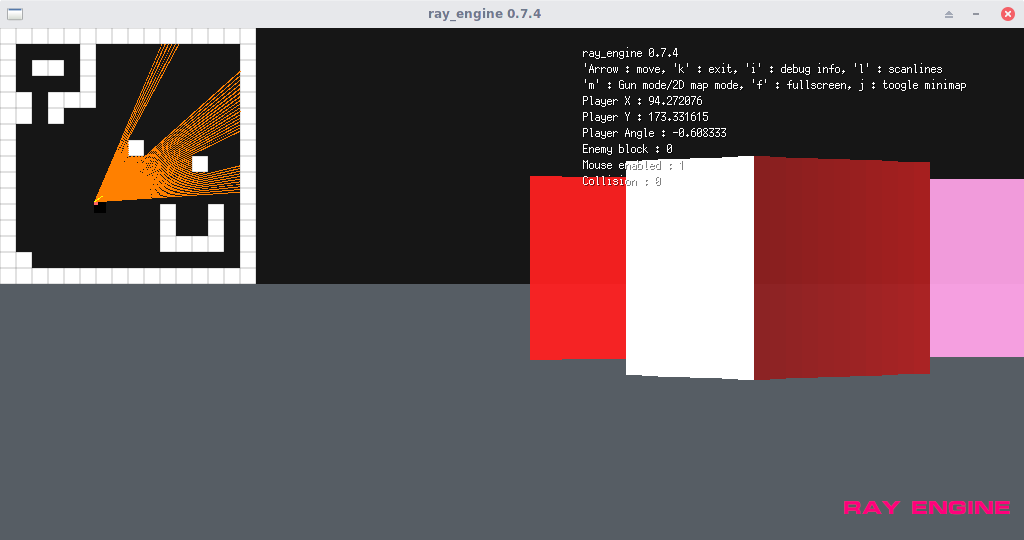 ray_engine 0.7.4
ray_engine 0.7.4
'Arrow : move, 'k' : exit, 'i' : debug info, 'l' : scanlines
'm' : Gun mode/2D map mode, 'f' : fullscreen, j : toogle minimap
Player X : 94.272076
Player Y : 173.331615
Player Angle : -0.608333
Enemy block : 0
Mouse enabled : 1
Collision : 0
RAY ENGINE